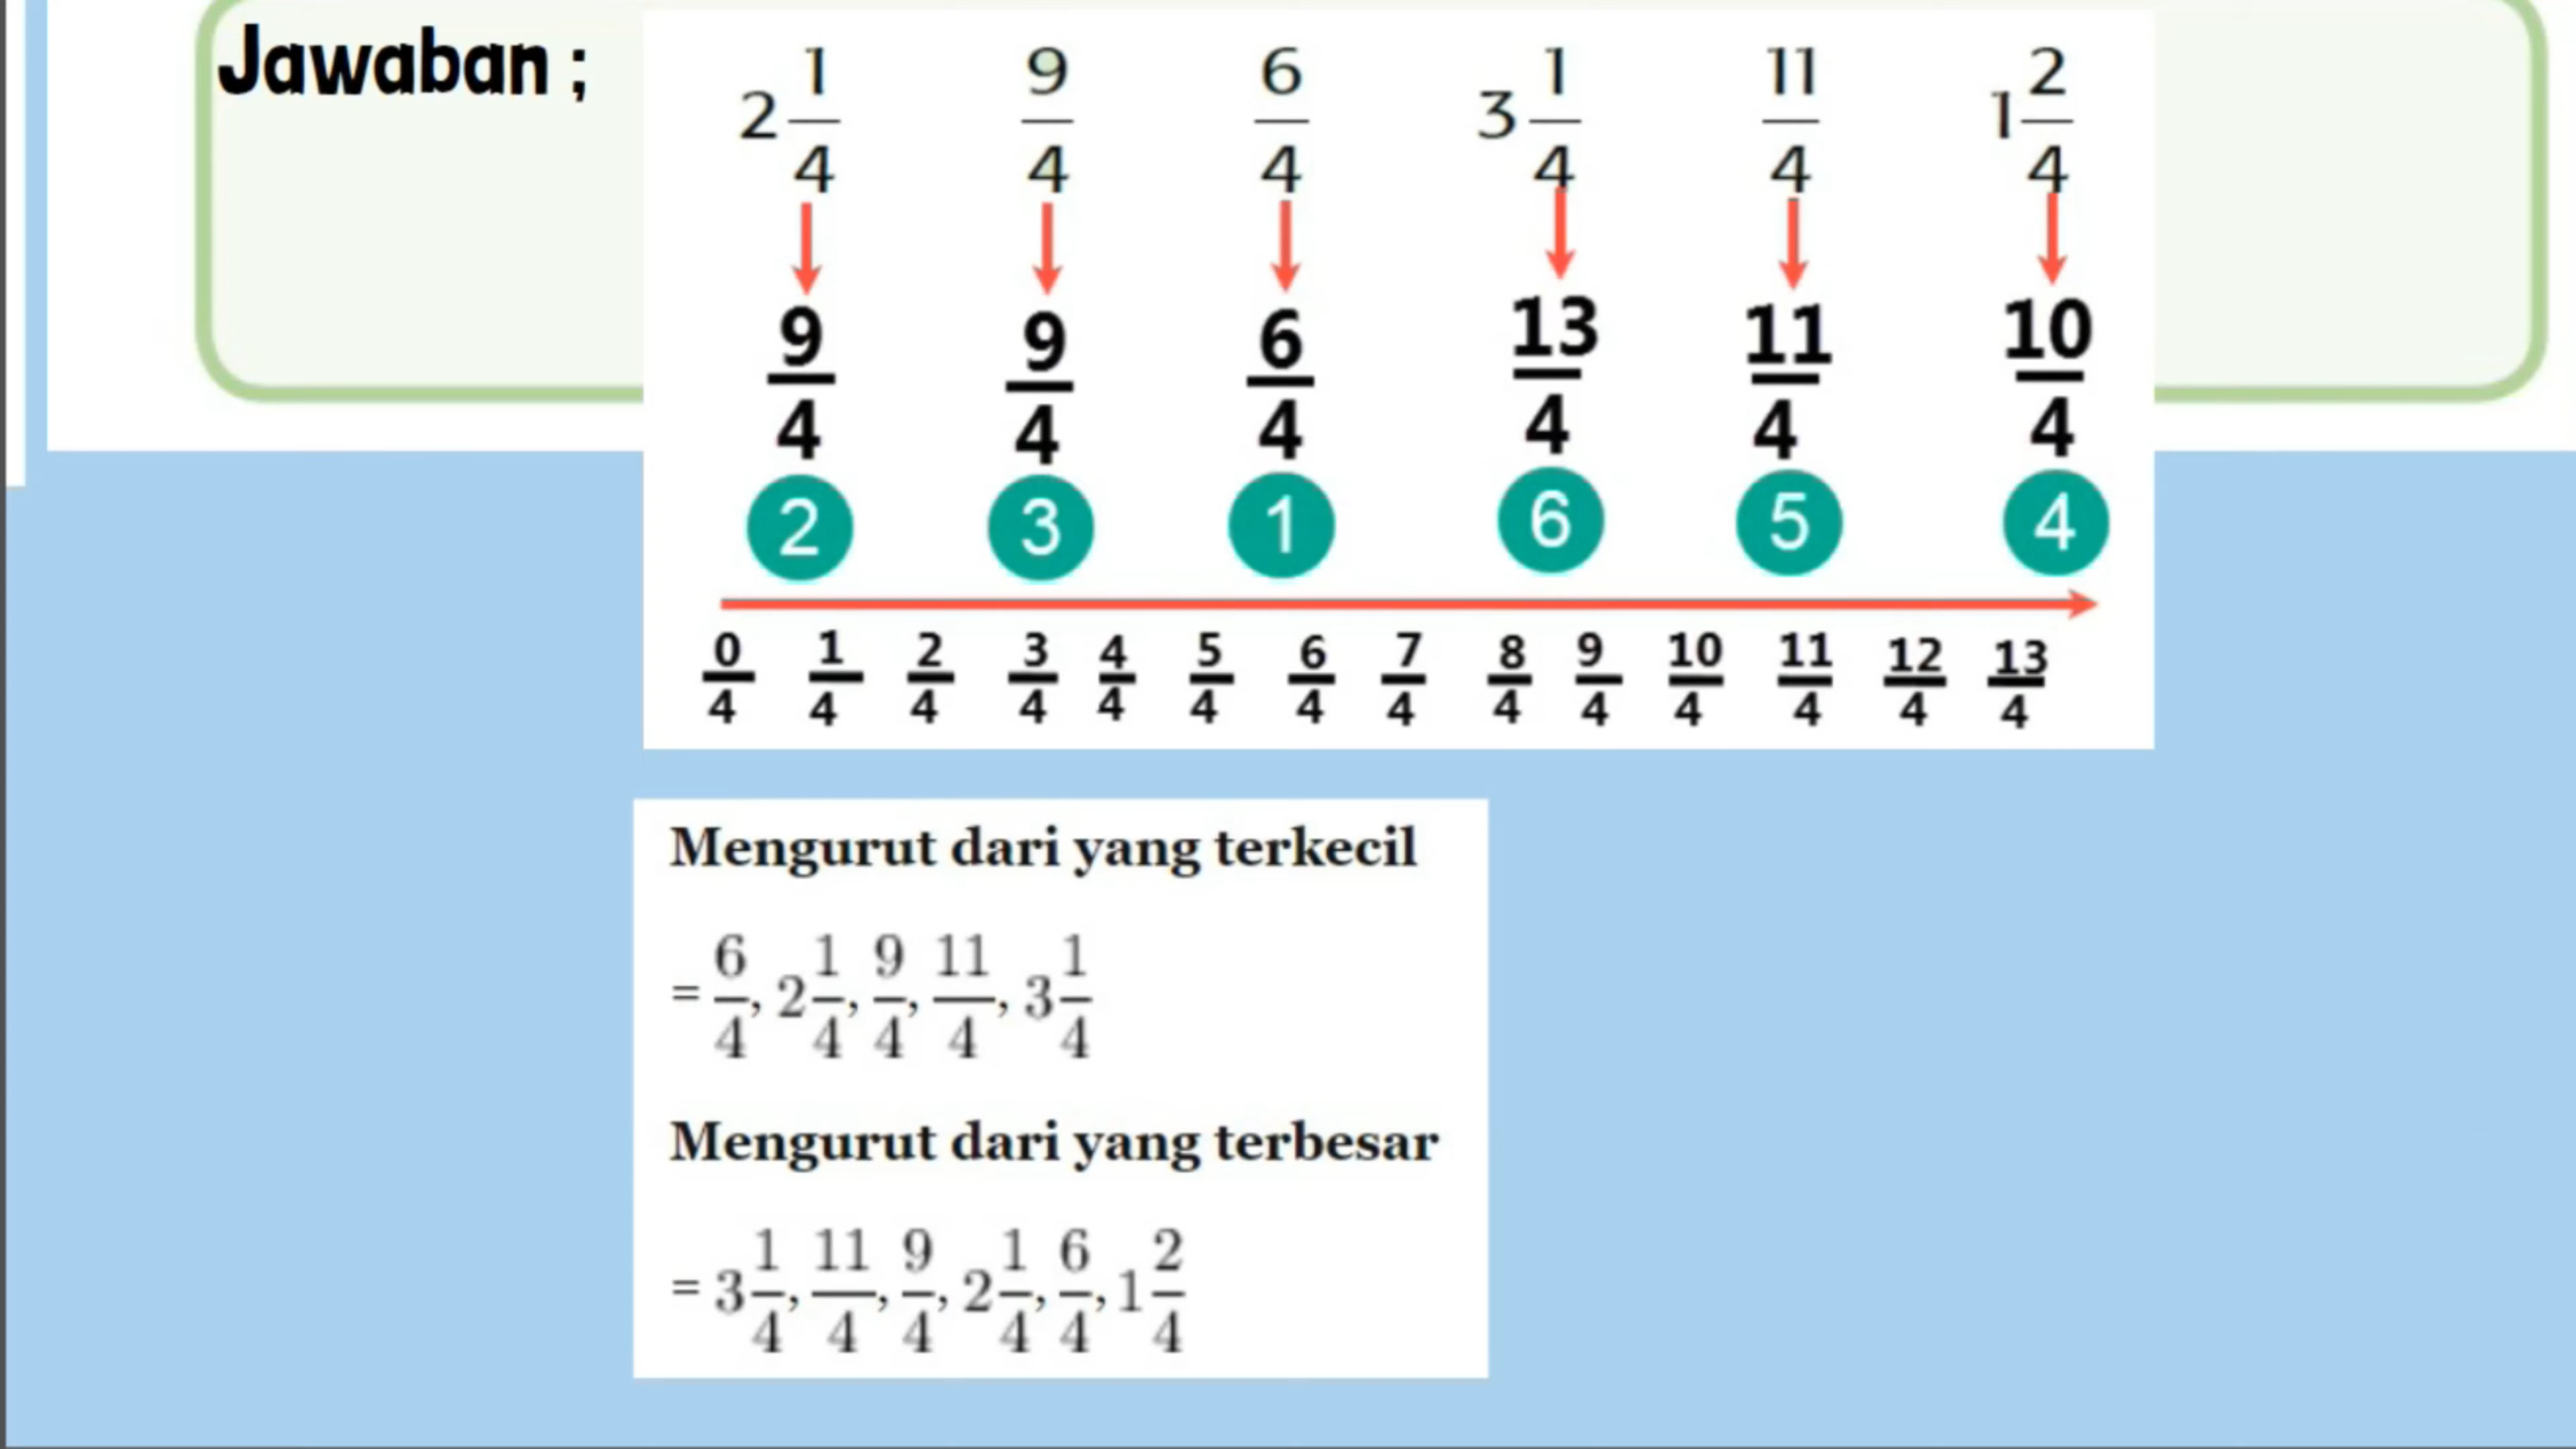 Jawaban ;
2 1/4 9/4 6/4 3 1/4 11/4 1 2/4
9/4 9/4 6/4 13/4 11/4 10/4
2 3 1 6 5 4
0/4 1/4 2/4 3/4 4/4 5/4 6/4 7/4 8/4 9/4 10/4 11/4 12/4 13/4
Mengurut dari yang terkecil
= 6/4, 2 1/4, 9/4, 11/4, 3 1/4
Mengurut dari yang terbesar
= 3 1/4, 11/4, 9/4, 2 1/4, 6/4, 1 2/4